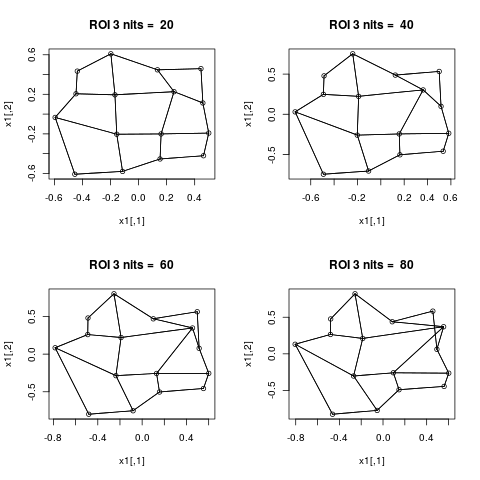 ROI 3 nits = 20
0.6
0.2
-0.2
-0.6
x1[,2]
-0.6 -0.4 -0.2 0.0 0.2 0.4
x1[,1]
ROI 3 nits = 40
0.5
0.0
-0.5
x1[,2]
-0.6 -0.2 0.2 0.4 0.6
x1[,1]
ROI 3 nits = 60
0.5
0.0
-0.5
x1[,2]
-0.8 -0.4 0.0 0.4
x1[,1]
ROI 3 nits = 80
0.5
0.0
-0.5
x1[,2]
-0.8 -0.4 0.0 0.4
x1[,1]